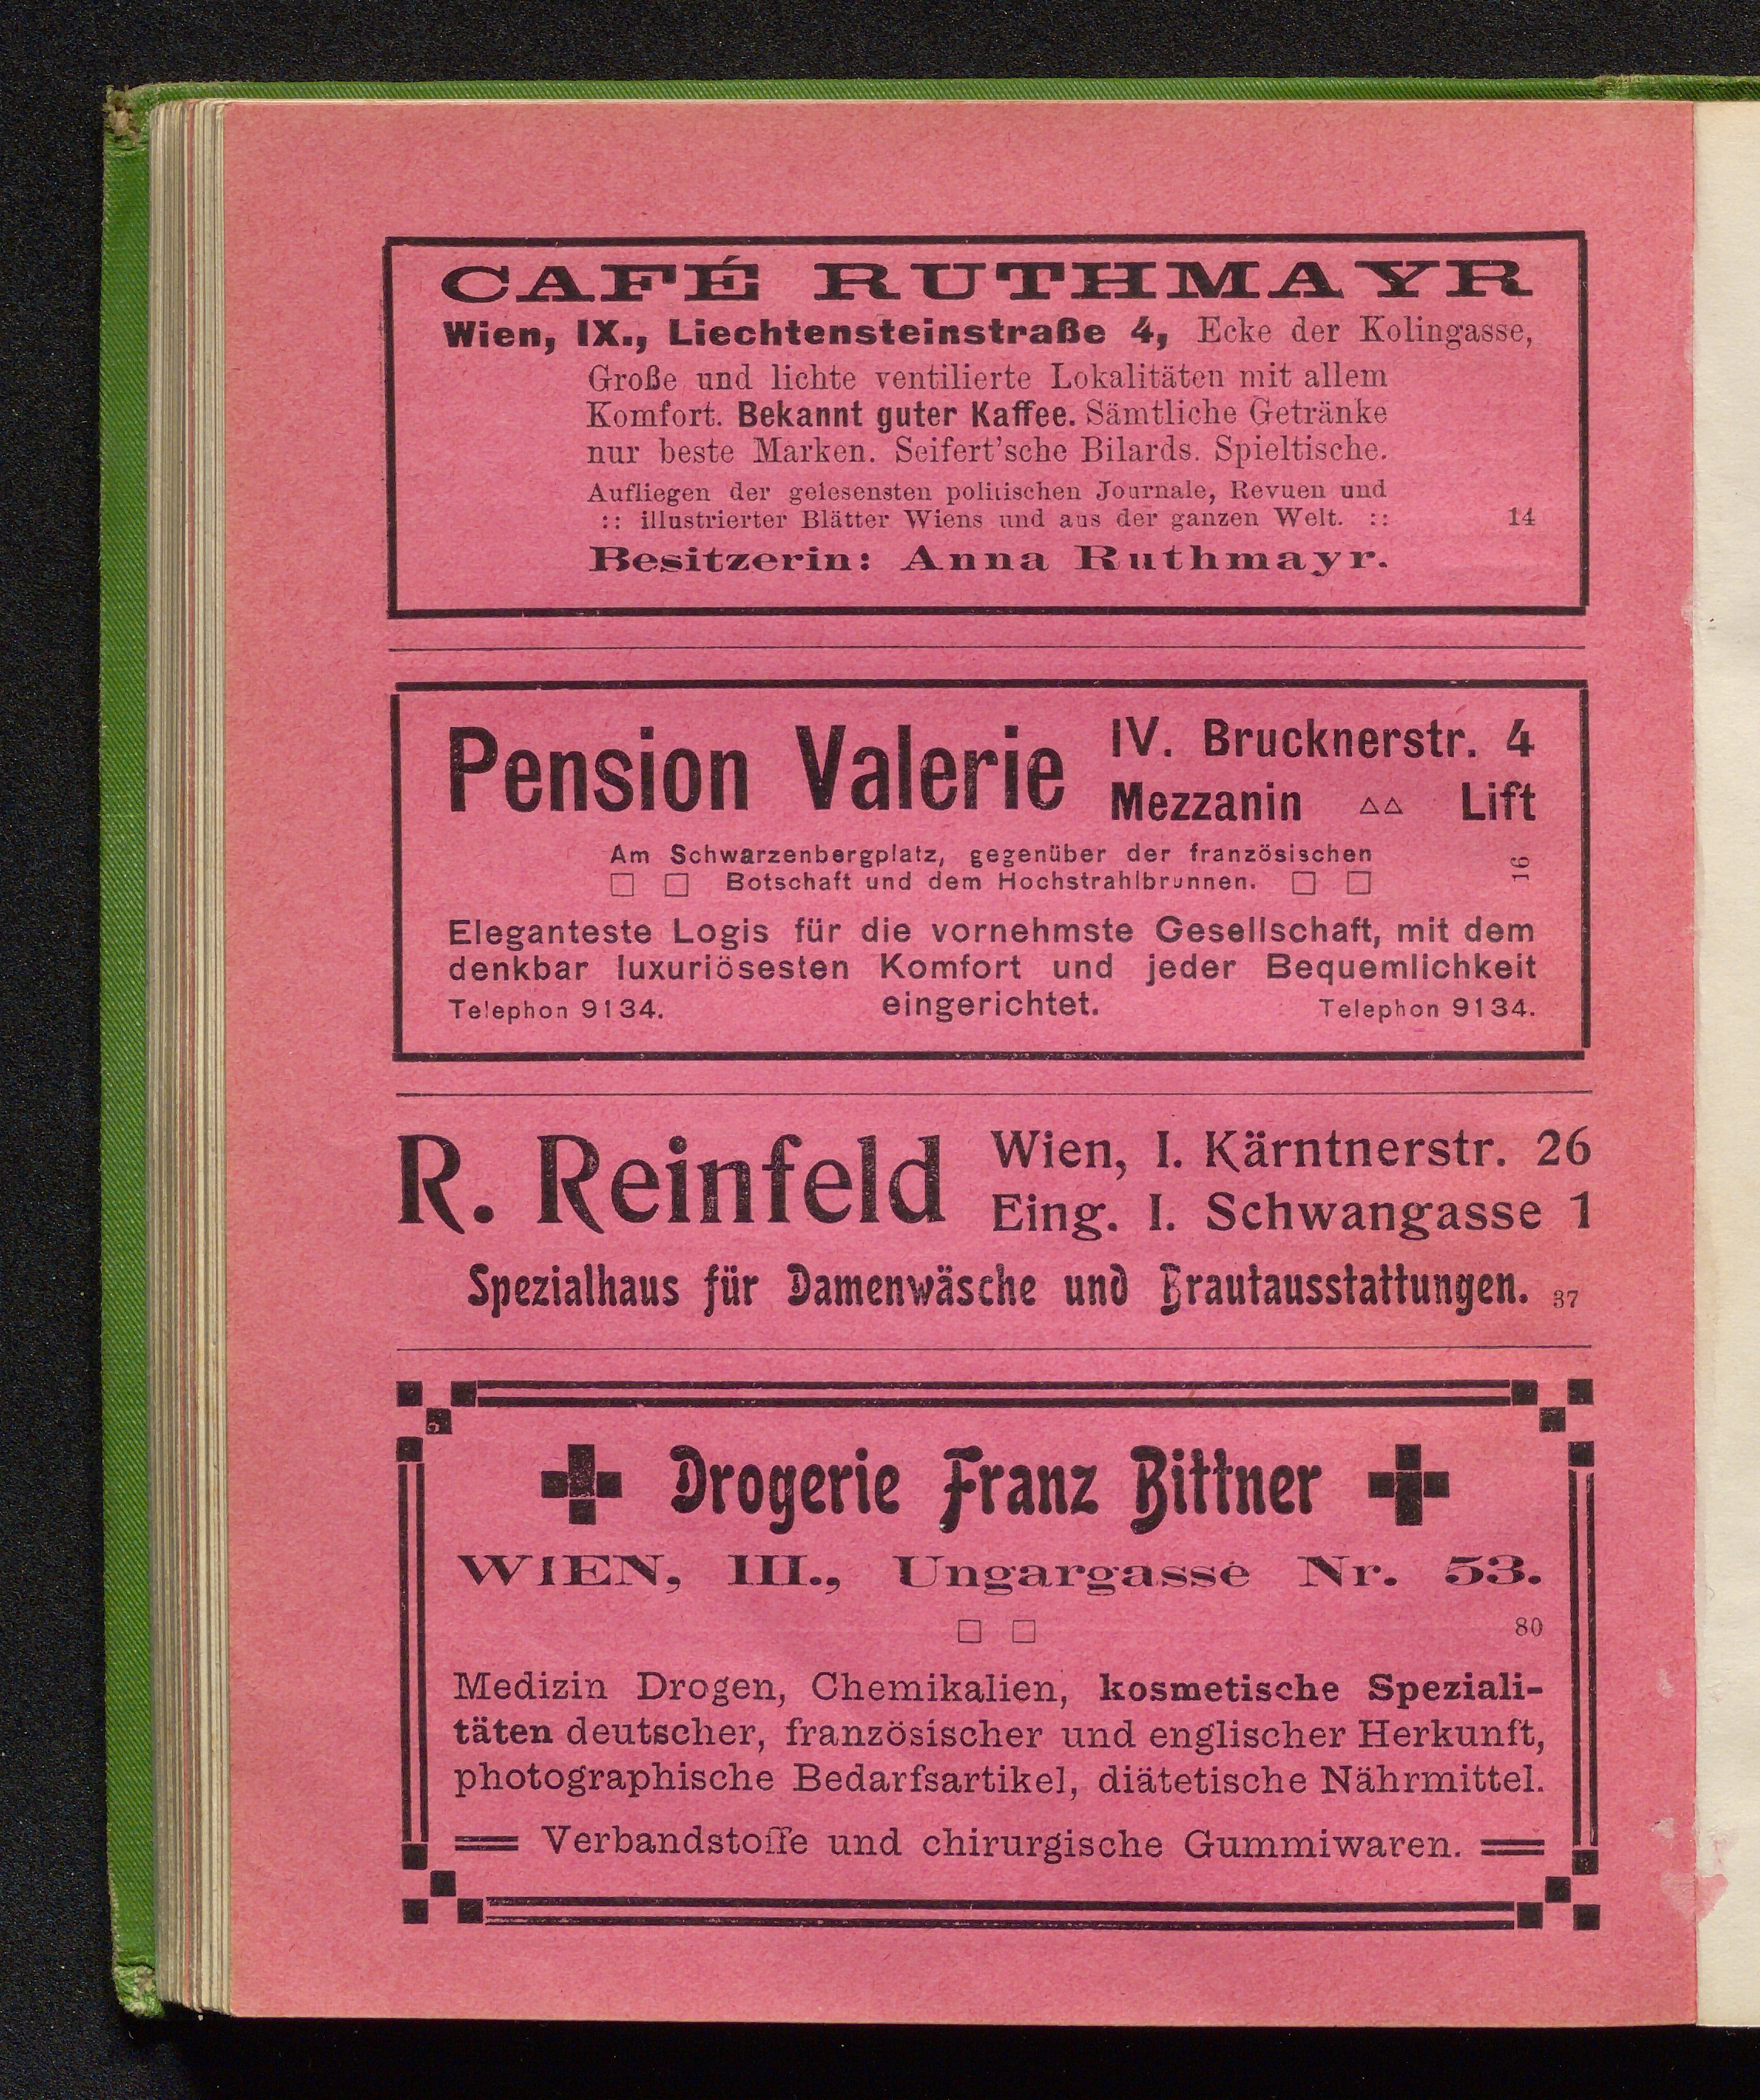 CAFÉ RUTHMAYR
Wien, IX., Liechtensteinstraße 4, Ecke der Kolingasse,
Große und lichte ventilierte Lokalitäten mit allem
Komfort. Bekannt guter Kaffee. Sämtliche Getränke
nur beste Marken. Seifert'sche Bilards. Spieltische.
Aufliegen der gelesensten politischen Journale, Revuen und
:: illustrierter Blätter Wiens und aus der ganzen Welt. :: 14
Besitzerin: Anna Ruthmayr.
Pension Valerie
IV. Brucknerstr. 4
Mezzanin △△ Lift
Am Schwarzenbergplatz, gegenüber der französischen
□ □ Botschaft und dem Hochstrahlbrunnen. □ □
16
Eleganteste Logis für die vornehmste Gesellschaft, mit dem
denkbar luxuriösesten Komfort und jeder Bequemlichkeit
Telephon 9134. eingerichtet. Telephon 9134.
R. Reinfeld
Wien, I. Kärntnerstr. 26
Eing. I. Schwangasse 1
Spezialhaus für Damenwäsche und Brautausstattungen. 37
Drogerie Franz Bittner
WIEN, III., Ungargasse Nr. 53.
□ □ 80
Medizin Drogen, Chemikalien, kosmetische Speziali-
täten deutscher, französischer und englischer Herkunft,
photographische Bedarfsartikel, diätetische Nährmittel.
Verbandstoffe und chirurgische Gummiwaren.